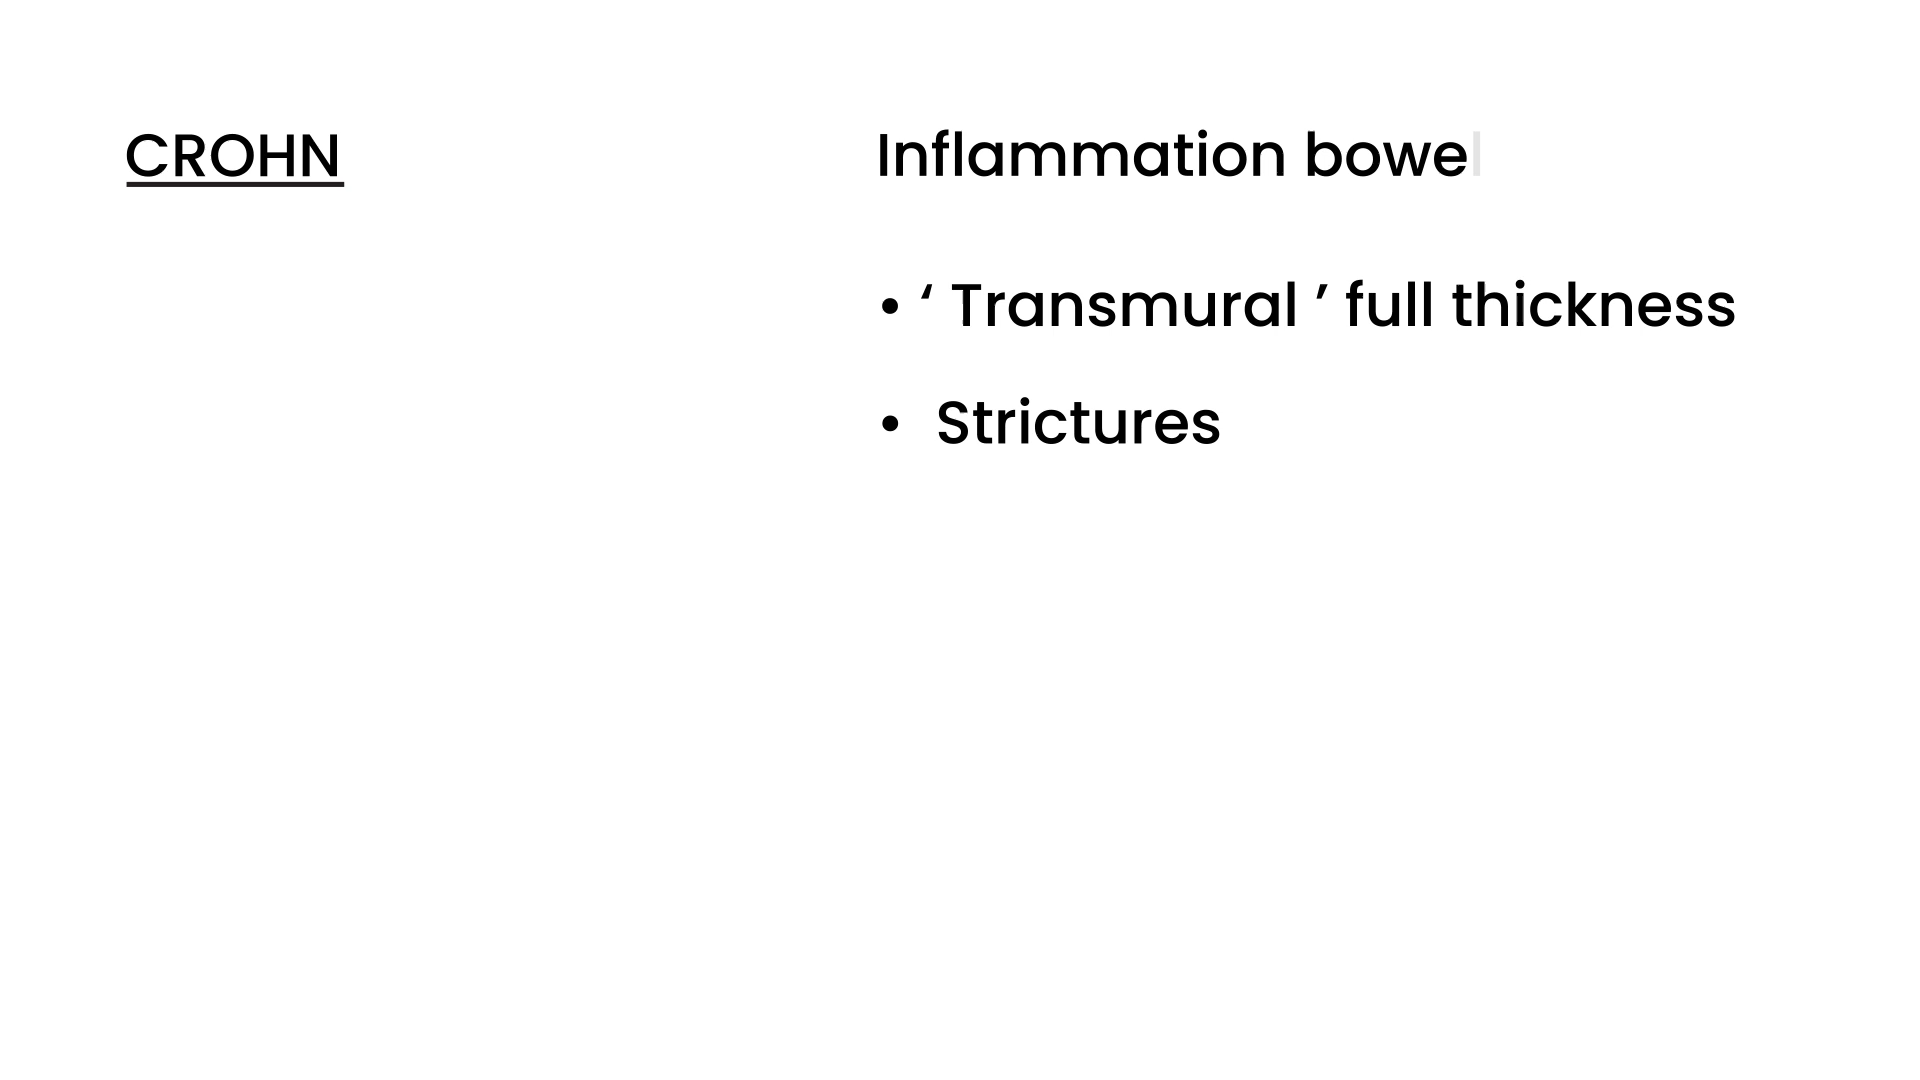 CROHN
Inflammation bowel
• ‘ Transmural ’ full thickness
• Strictures